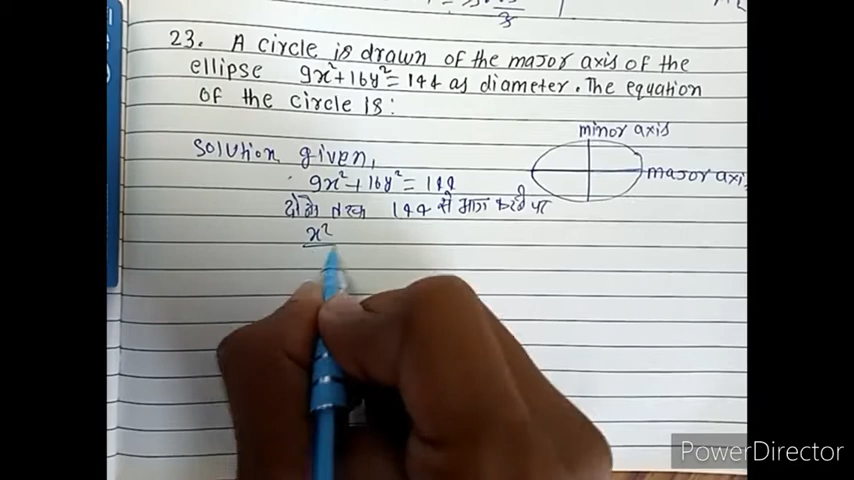 23. A circle is drawn of the major axis of the
ellipse 9x²+16y²=144 as diameter. The equation
of the circle is:
minor axis
Solution given,
major axi
9x²+16y²=144
दोनो तरफ 144 से भाग करने पर
x²
PowerDirector